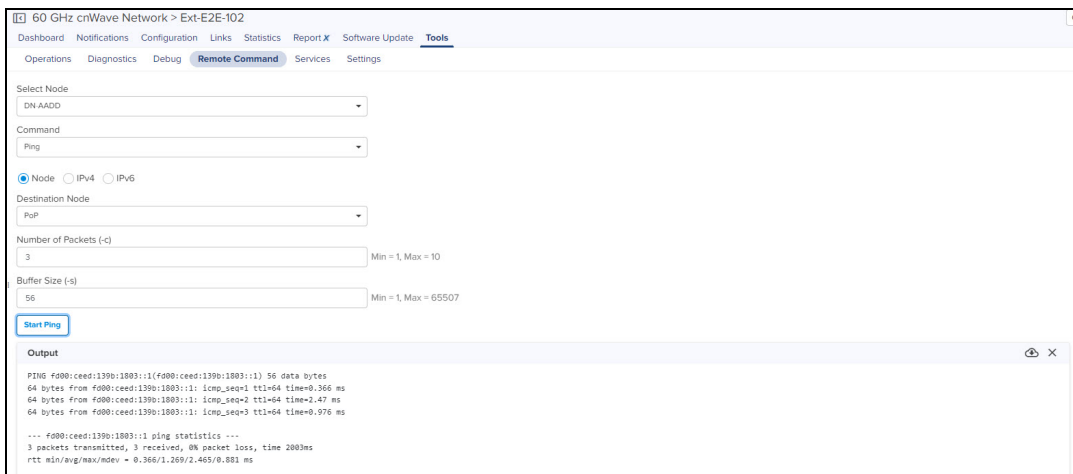 60 GHz cnWave Network > Ext-E2E-102
Dashboard Notifications Configuration Links Statistics Report X Software Update Tools
Operations Diagnostics Debug Remote Command Services Settings
Select Node
DN-AADD
Command
Ping
Node IPv4 IPv6
Destination Node
PoP
Number of Packets (-c)
3 Min = 1, Max = 10
Buffer Size (-s)
56 Min = 1, Max = 65507
Start Ping
Output
PING fd00:ceed:139b:1803::1(fd00:ceed:139b:1803::1) 56 data bytes
64 bytes from fd00:ceed:139b:1803::1: icmp_seq=1 ttl=64 time=0.366 ms
64 bytes from fd00:ceed:139b:1803::1: icmp_seq=2 ttl=64 time=2.47 ms
64 bytes from fd00:ceed:139b:1803::1: icmp_seq=3 ttl=64 time=0.976 ms
--- fd00:ceed:139b:1803::1 ping statistics ---
3 packets transmitted, 3 received, 0% packet loss, time 2003ms
rtt min/avg/max/mdev = 0.366/1.269/2.465/0.881 ms